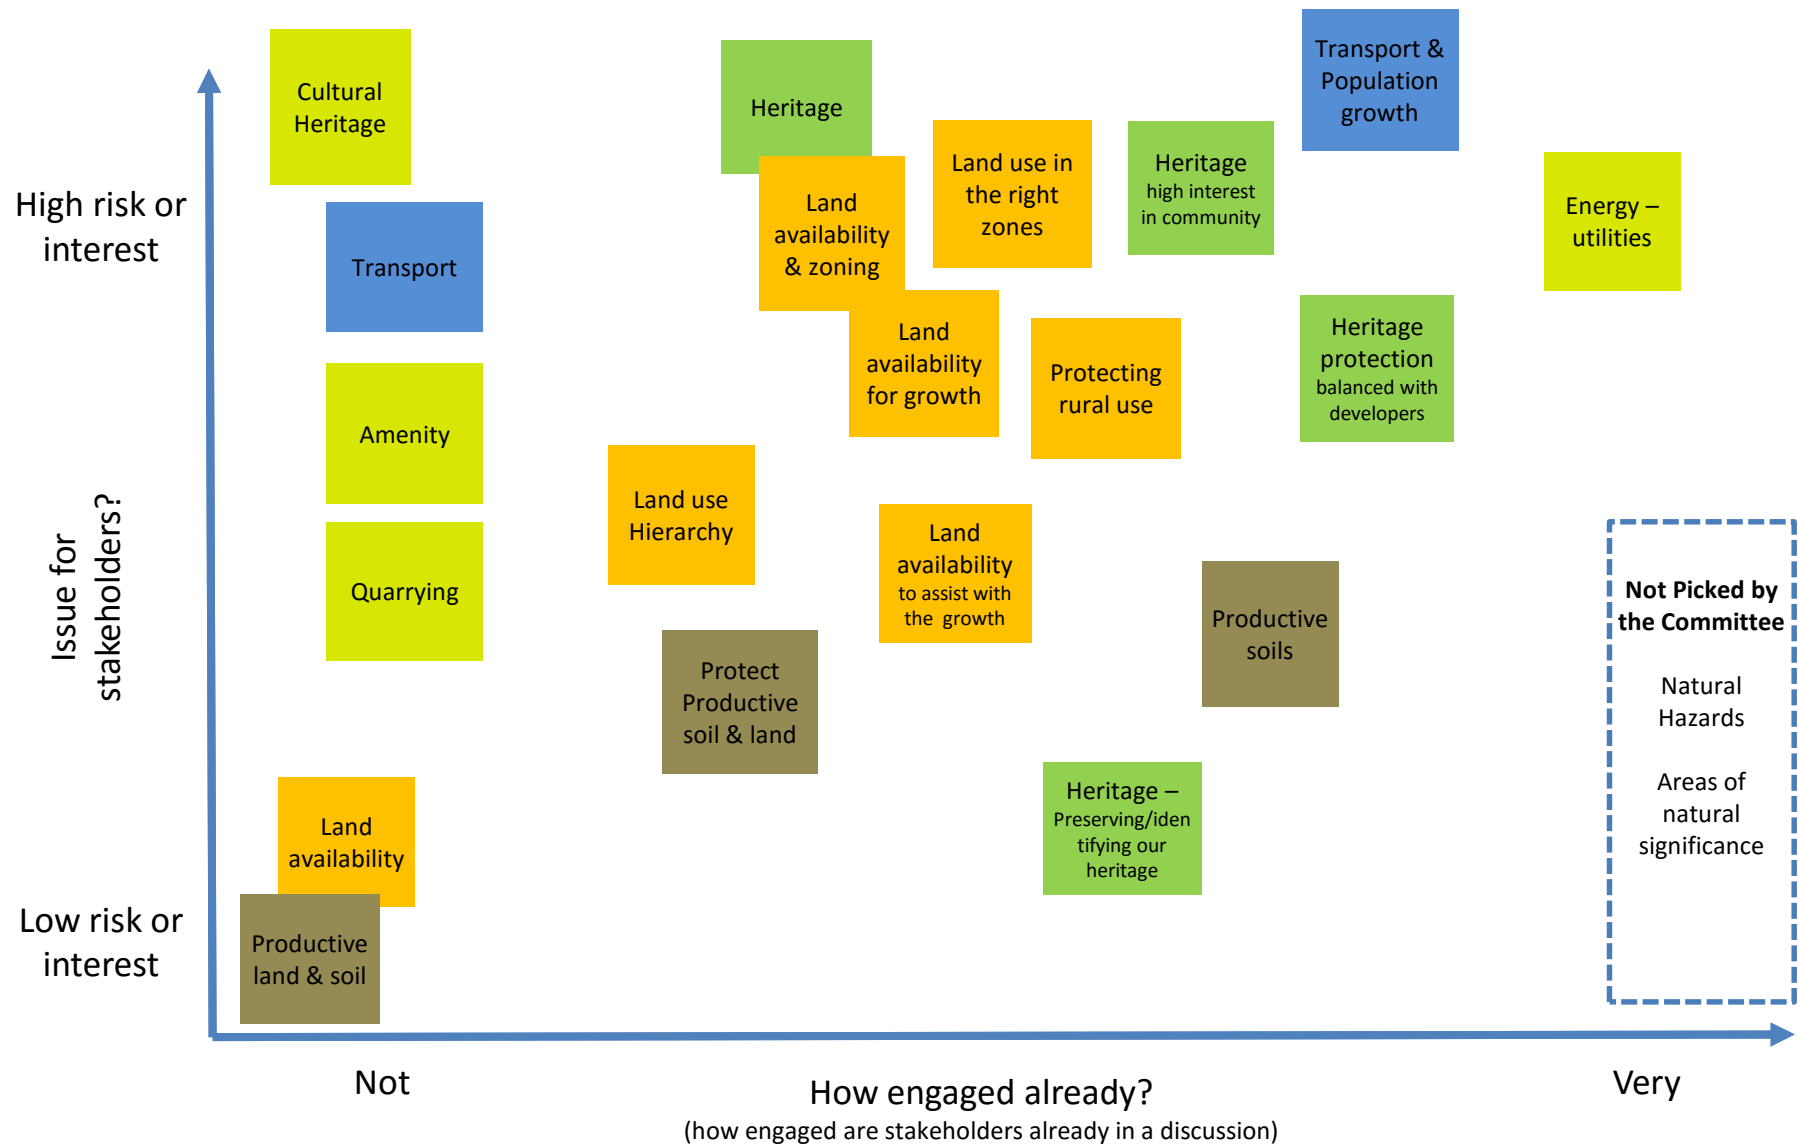 Cultural
Heritage
Heritage
Transport &
Population
growth
High risk or
interest
Transport
Land
availability
& zoning
Land use in
the right
zones
Heritage
high interest
in community
Energy –
utilities
Land
availability
for growth
Protecting
rural use
Heritage
protection
balanced with
developers
Amenity
Land use
Hierarchy
Issue for
stakeholders?
Quarrying
Land
availability
to assist with
the growth
Productive
soils
Not Picked by
the Committee
Natural
Hazards
Areas of
natural
significance
Protect
Productive
soil & land
Heritage –
Preserving/iden
tifying our
heritage
Land
availability
Low risk or
interest
Productive
land & soil
Not
How engaged already?
(how engaged are stakeholders already in a discussion)
Very